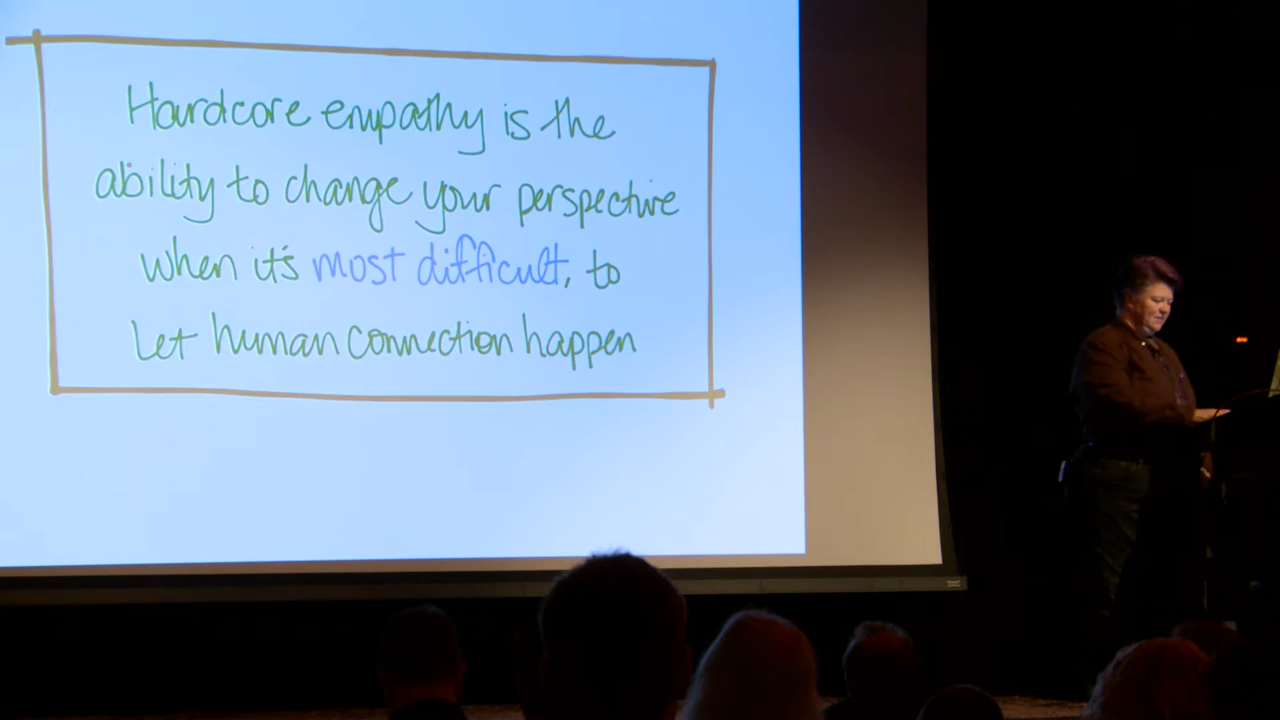 Hardcore empathy is the
ability to change your perspective
when it's most difficult, to
let human connection happen